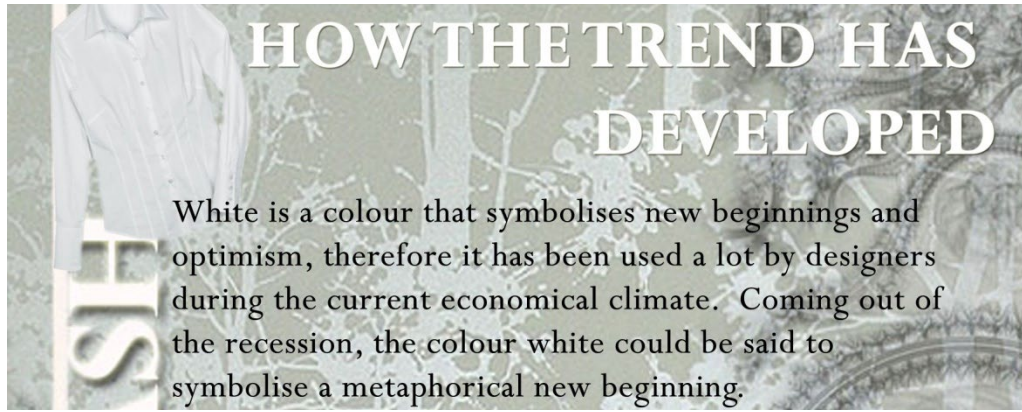 HOW THE TREND HAS
DEVELOPED
White is a colour that symbolises new beginnings and
optimism, therefore it has been used a lot by designers
during the current economical climate.  Coming out of
the recession, the colour white could be said to
symbolise a metaphorical new beginning.
SH